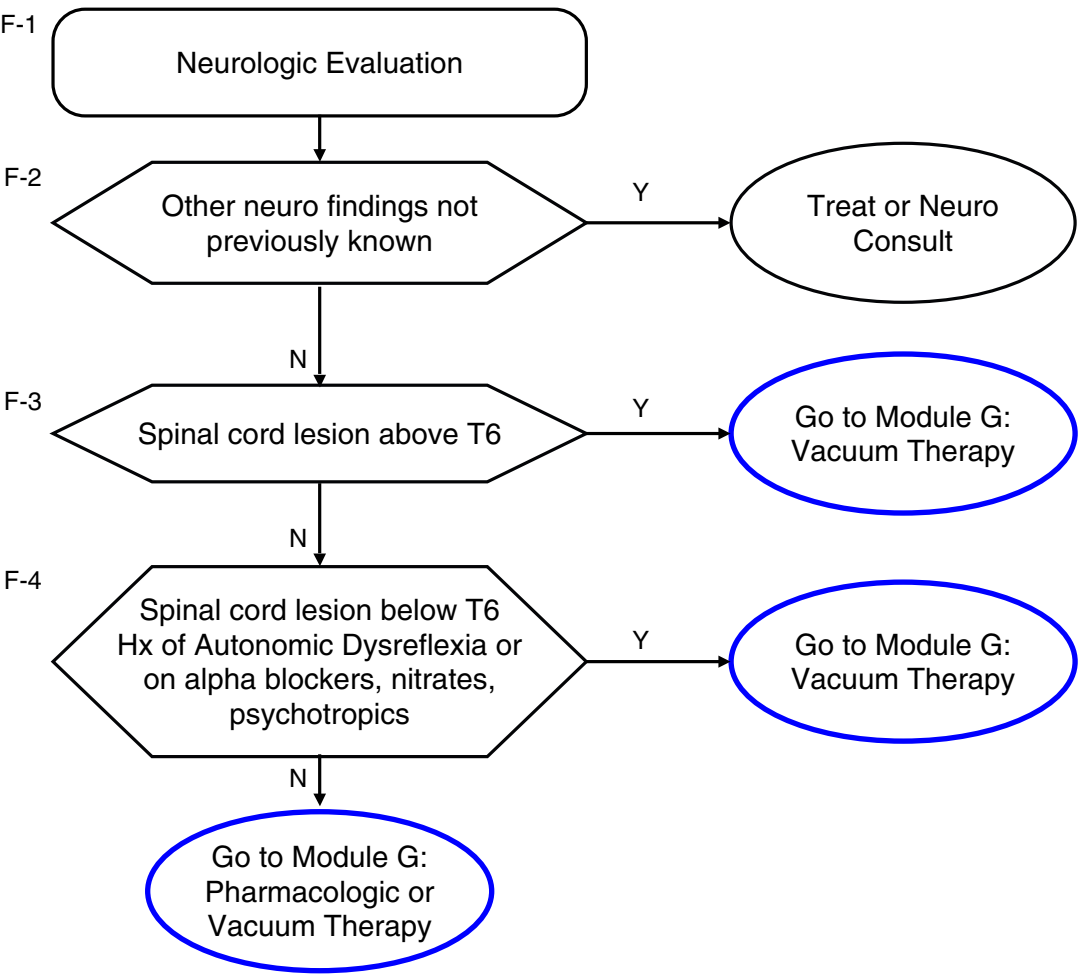 F-1
Neurologic Evaluation
F-2
Other neuro findings not
previously known
Y
Treat or Neuro
Consult
N
F-3
Spinal cord lesion above T6
Y
Go to Module G:
Vacuum Therapy
N
F-4
Spinal cord lesion below T6
Hx of Autonomic Dysreflexia or
on alpha blockers, nitrates,
psychotropics
Y
Go to Module G:
Vacuum Therapy
N
Go to Module G:
Pharmacologic or
Vacuum Therapy